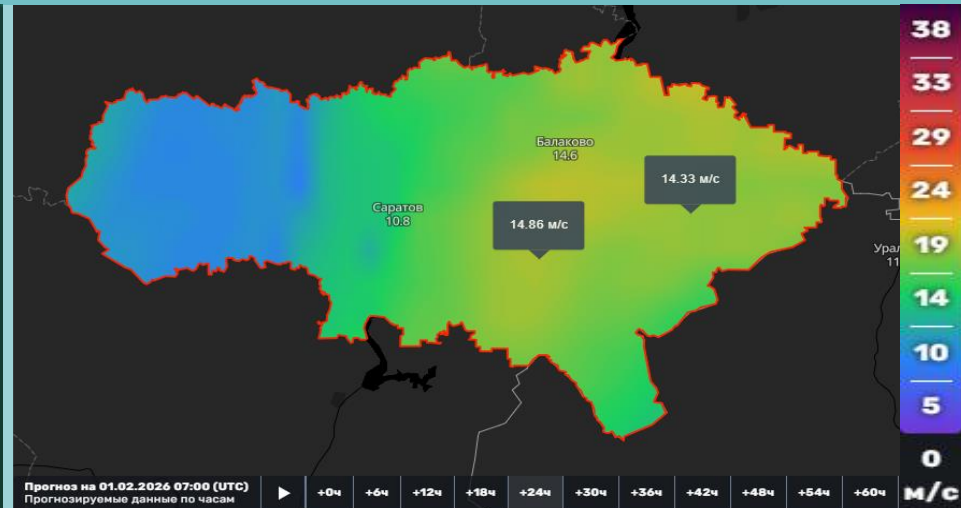 Балаково
14.6
14.33 м/с
Саратов
10.8
14.86 м/с
Урал
11
38
33
29
24
19
14
10
5
0
м/с
Прогноз на 01.02.2026 07:00 (UTC)
Прогнозируемые данные по часам
+0ч +6ч +12ч +18ч +24ч +30ч +36ч +42ч +48ч +54ч +60ч